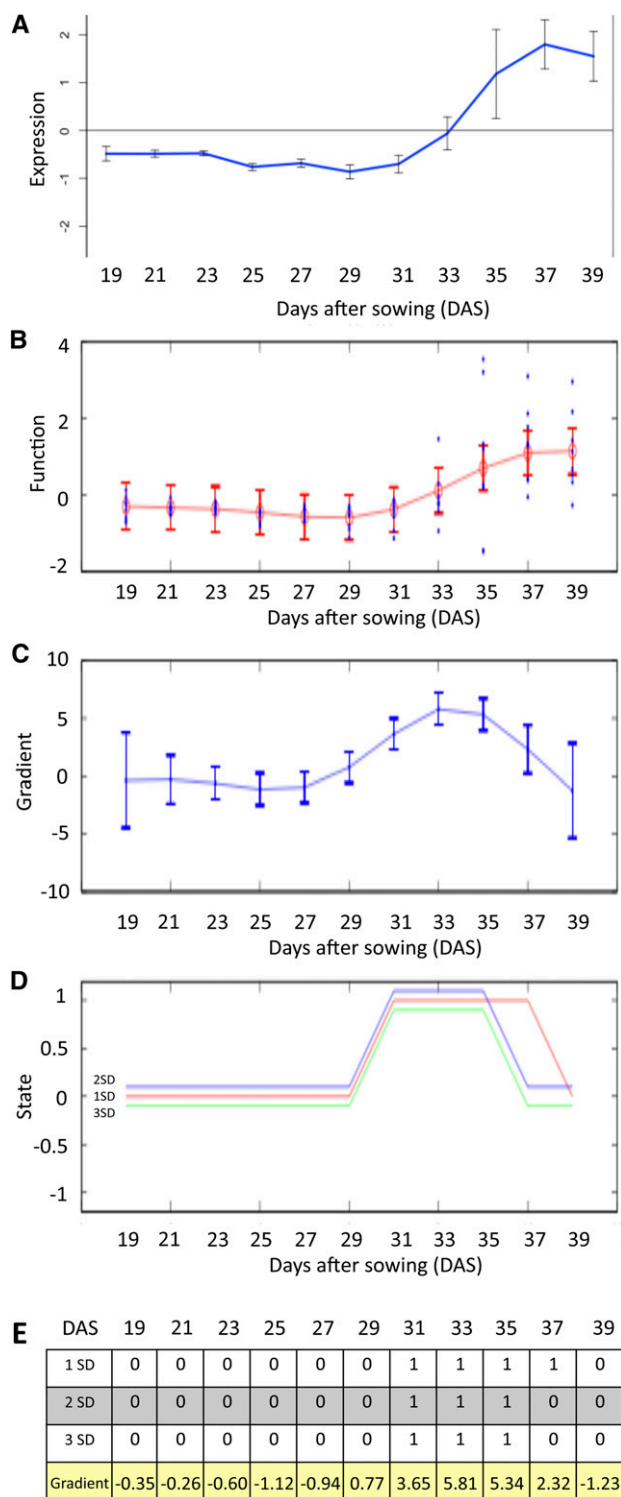 A
2
1
0
-1
-2
Expression
19 21 23 25 27 29 31 33 35 37 39
Days after sowing (DAS)
B
4
2
0
-2
Function
19 21 23 25 27 29 31 33 35 37 39
Days after sowing (DAS)
C
10
5
0
-5
-10
Gradient
19 21 23 25 27 29 31 33 35 37 39
Days after sowing (DAS)
D
1
0.5
0
-0.5
-1
State
2SD
1SD
3SD
19 21 23 25 27 29 31 33 35 37 39
Days after sowing (DAS)
E DAS 19 21 23 25 27 29 31 33 35 37 39
1 SD 0 0 0 0 0 0 1 1 1 1 0
2 SD 0 0 0 0 0 0 1 1 1 0 0
3 SD 0 0 0 0 0 0 1 1 1 0 0
Gradient -0.35 -0.26 -0.60 -1.12 -0.94 0.77 3.65 5.81 5.34 2.32 -1.23